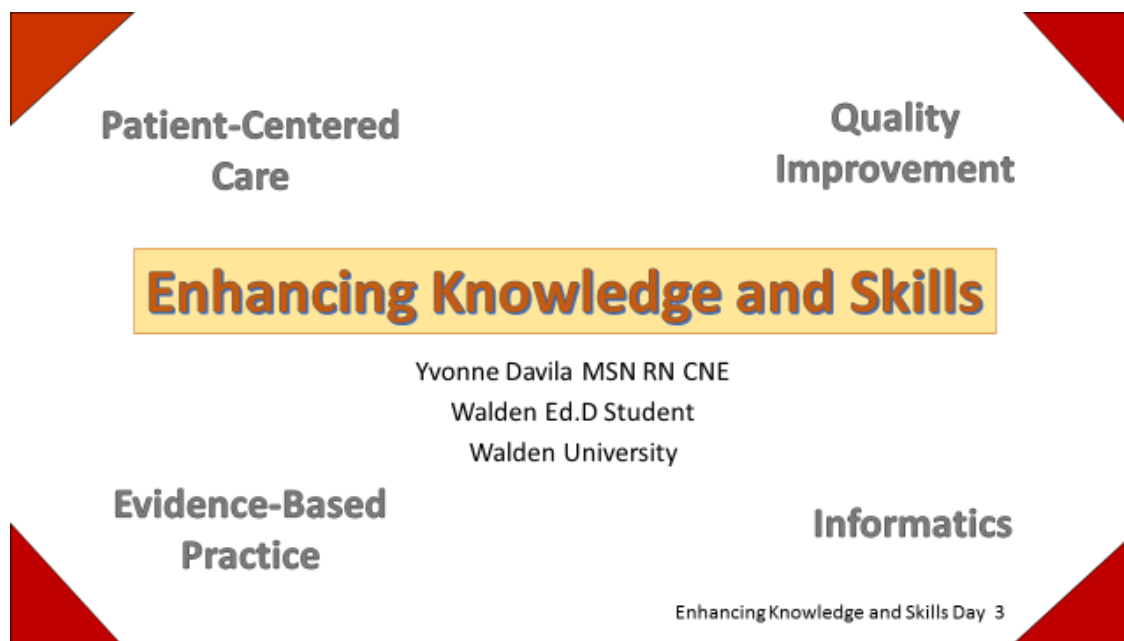 Patient-Centered
Care
Quality
Improvement
Enhancing Knowledge and Skills
Yvonne Davila MSN RN CNE
Walden Ed.D Student
Walden University
Evidence-Based
Practice
Informatics
Enhancing Knowledge and Skills Day 3